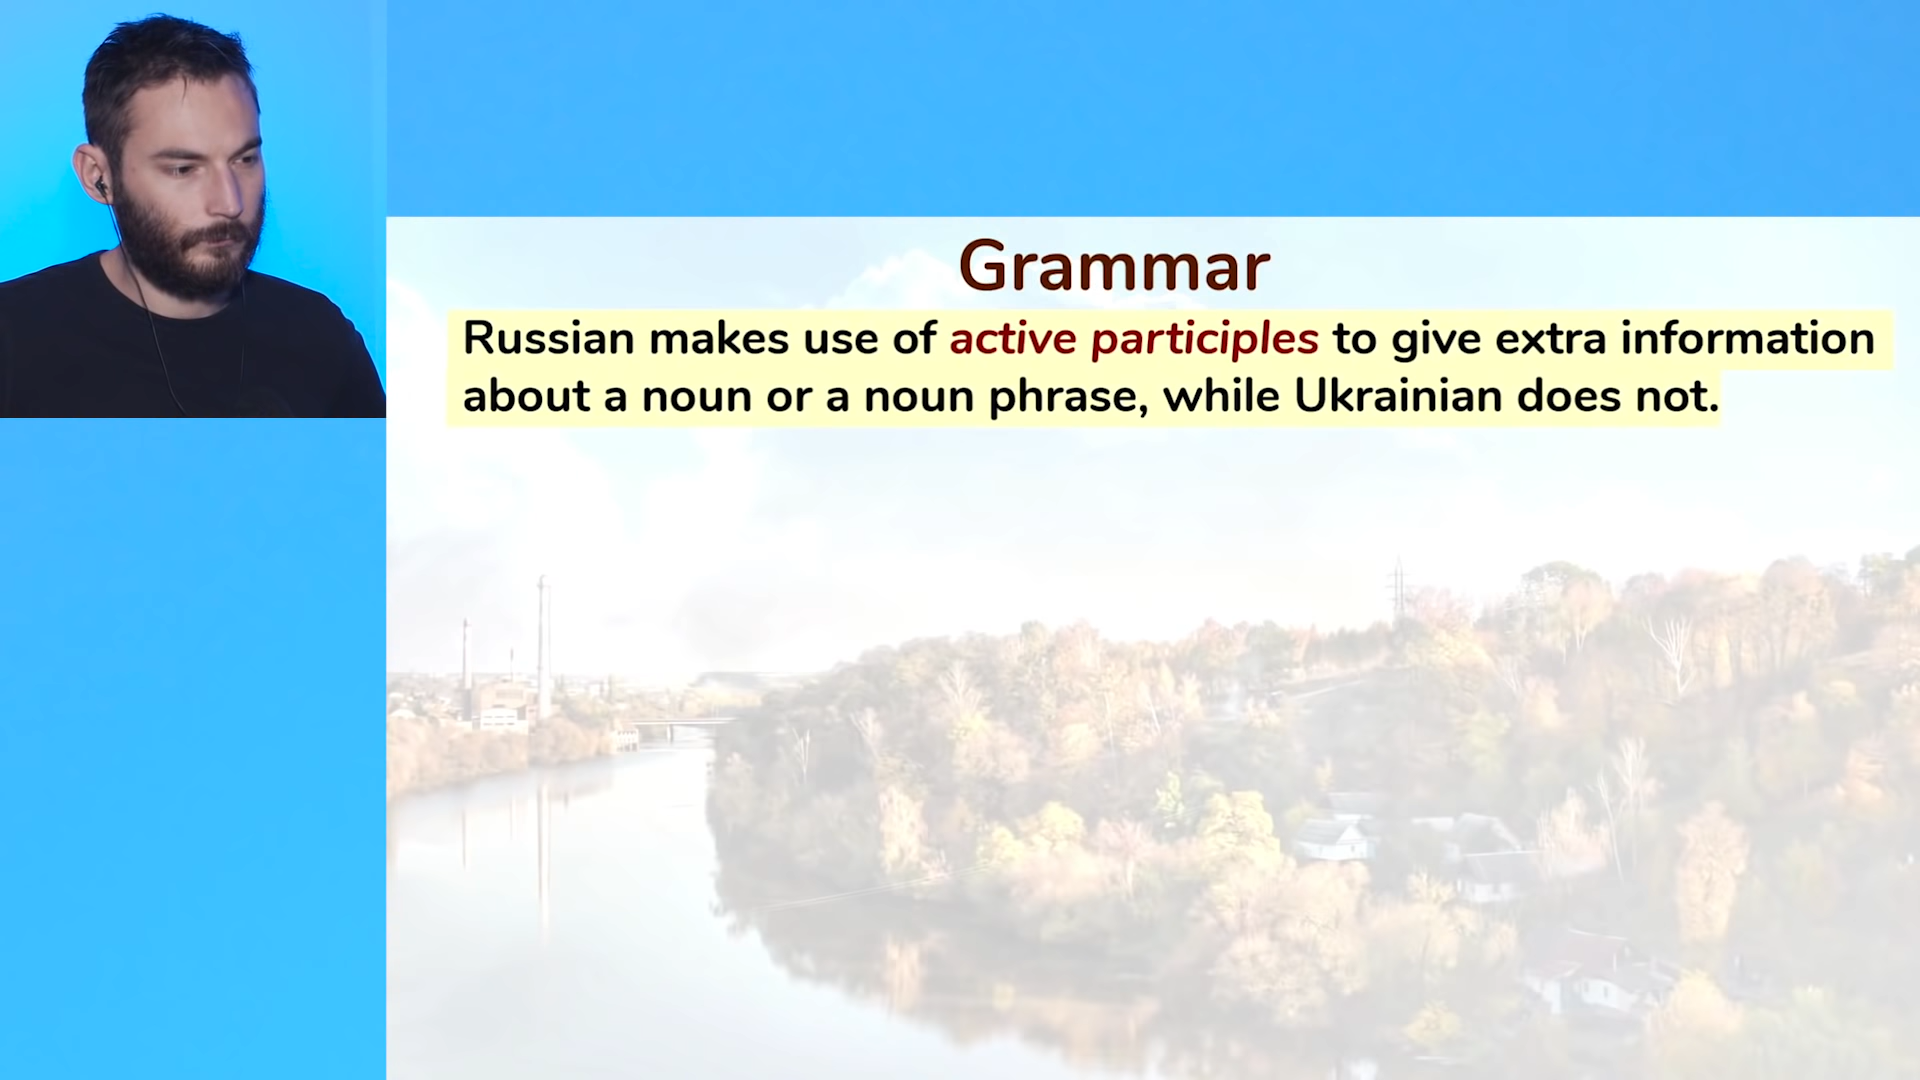 Grammar
Russian makes use of active participles to give extra information
about a noun or a noun phrase, while Ukrainian does not.